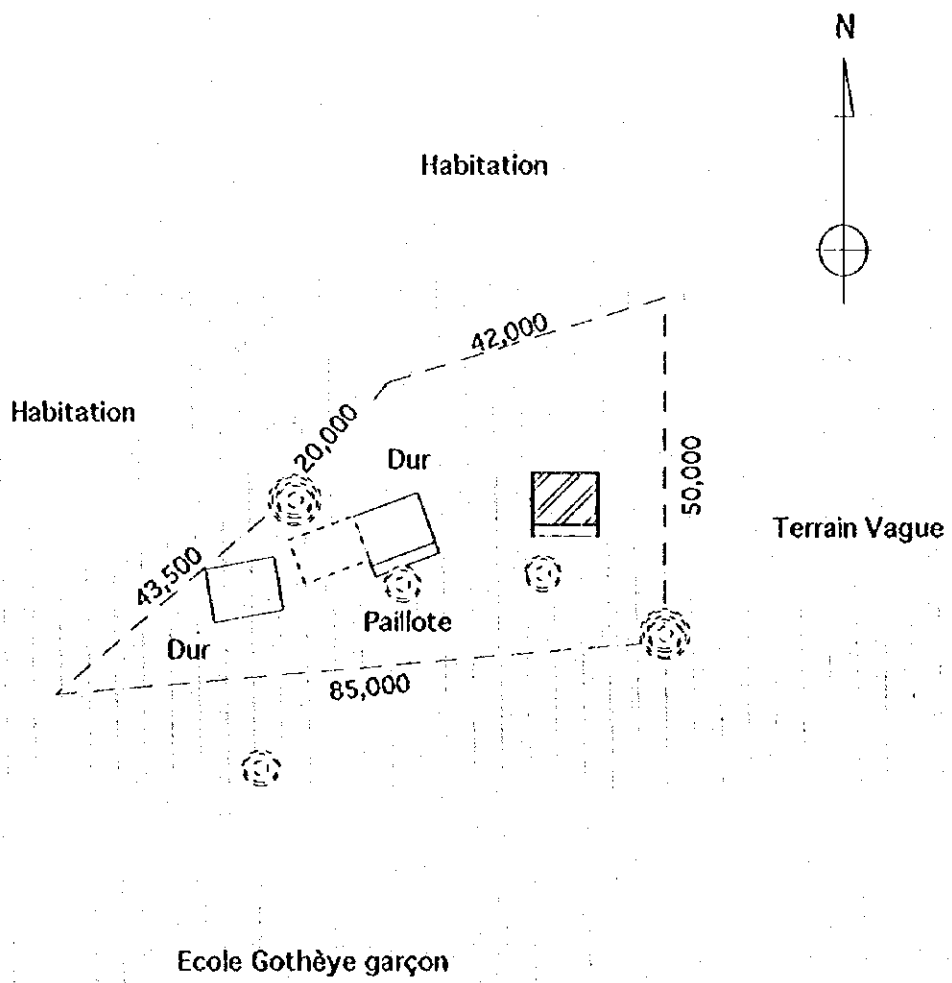 N
Habitation
42,000
Habitation
20,000
Dur
50,000
Terrain Vague
43,500
Paillote
Dur
85,000
Ecole Gothèye garçon